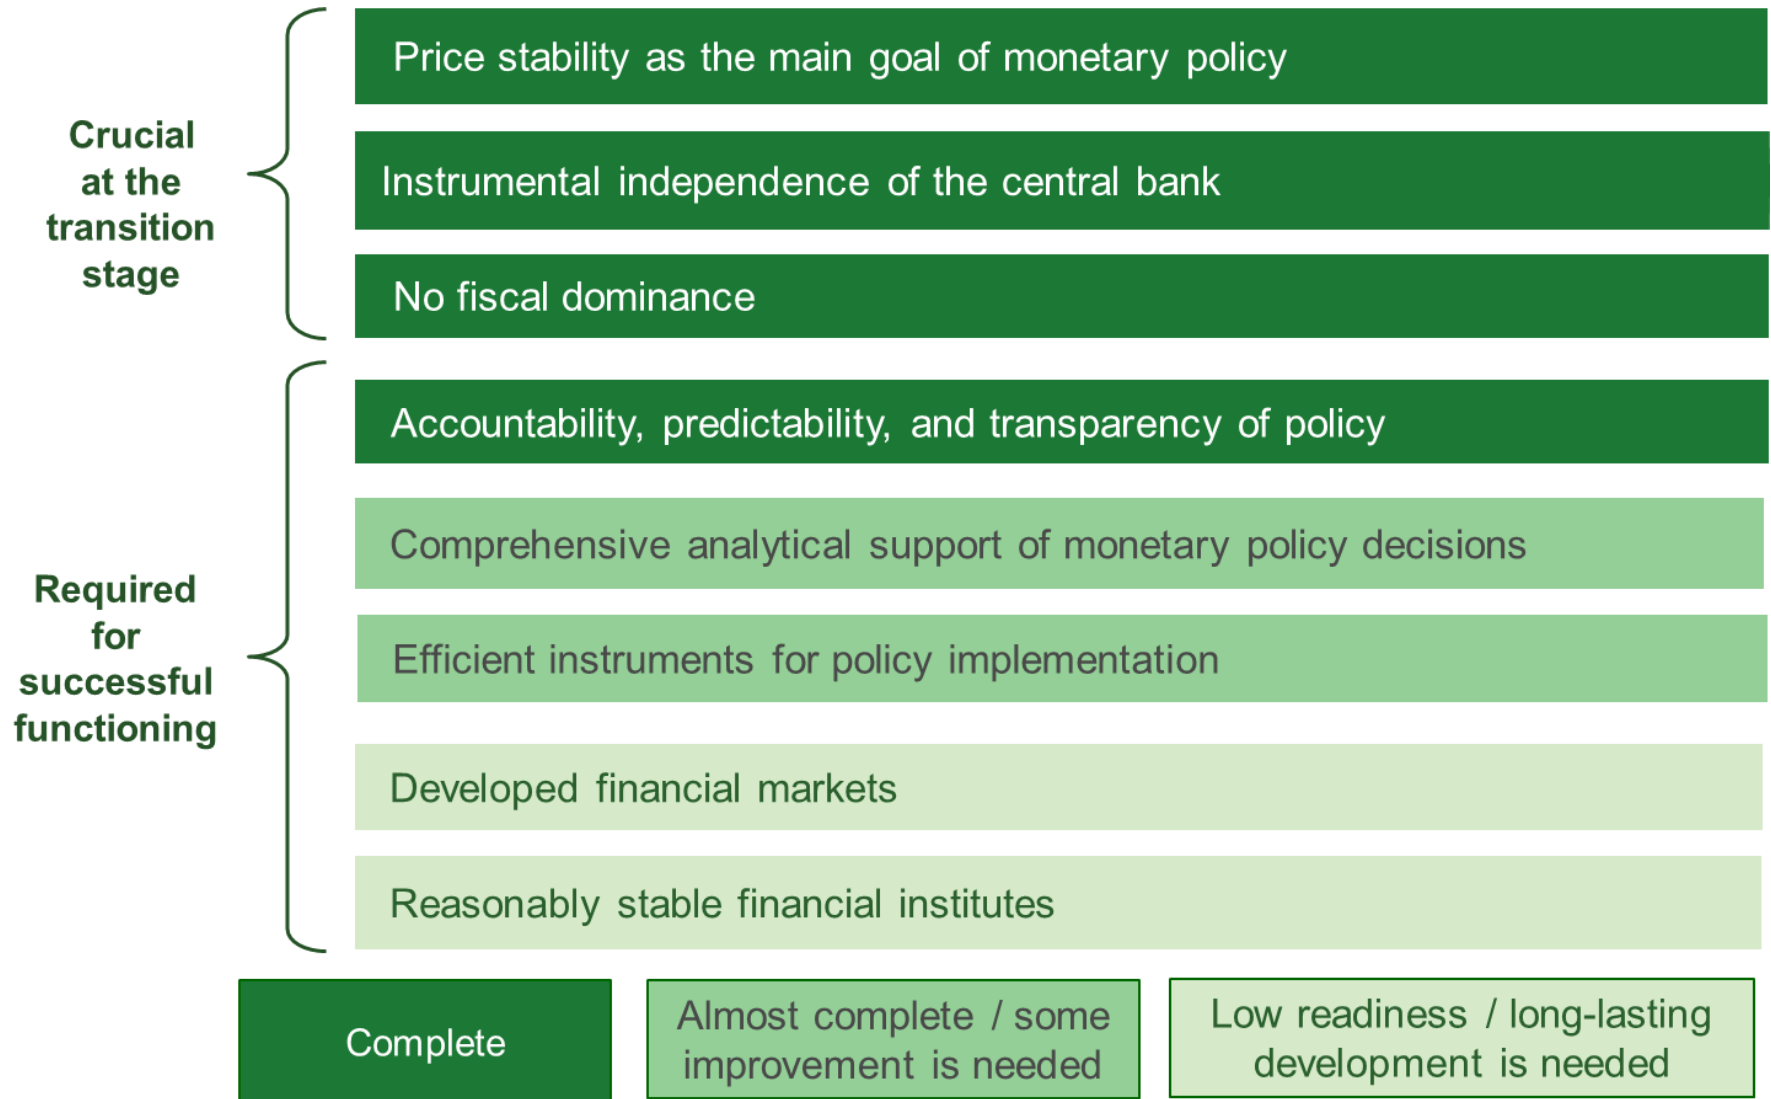 Crucial
at the
transition
stage
Price stability as the main goal of monetary policy
Instrumental independence of the central bank
No fiscal dominance
Required
for
successful
functioning
Accountability, predictability, and transparency of policy
Comprehensive analytical support of monetary policy decisions
Efficient instruments for policy implementation
Developed financial markets
Reasonably stable financial institutes
Complete
Almost complete / some
improvement is needed
Low readiness / long-lasting
development is needed